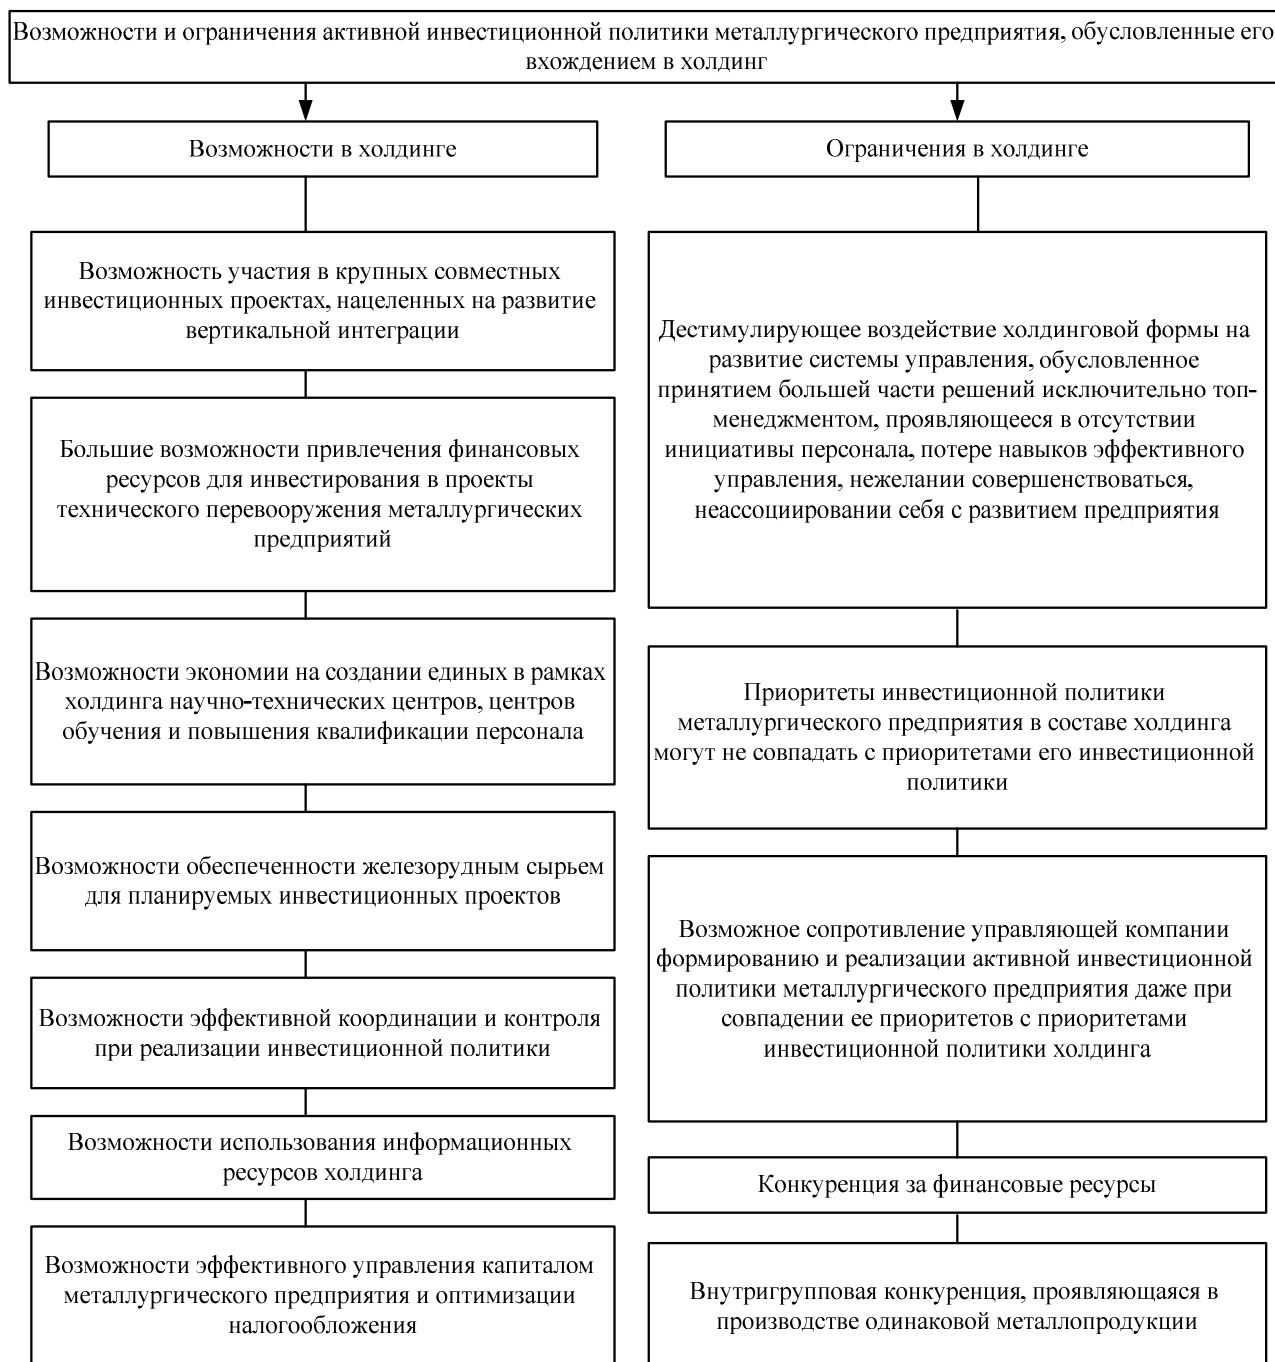 Возможности и ограничения активной инвестиционной политики металлургического предприятия, обусловленные его
вхождением в холдинг
Возможности в холдинге
Возможность участия в крупных совместных
инвестиционных проектах, нацеленных на развитие
вертикальной интеграции
Большие возможности привлечения финансовых
ресурсов для инвестирования в проекты
технического перевооружения металлургических
предприятий
Возможности экономии на создании единых в рамках
холдинга научно-технических центров, центров
обучения и повышения квалификации персонала
Возможности обеспеченности железорудным сырьем
для планируемых инвестиционных проектов
Возможности эффективной координации и контроля
при реализации инвестиционной политики
Возможности использования информационных
ресурсов холдинга
Возможности эффективного управления капиталом
металлургического предприятия и оптимизации
налогообложения
Ограничения в холдинге
Дестимулирующее воздействие холдинговой формы на
развитие системы управления, обусловленное
принятием большей части решений исключительно топ-
менеджментом, проявляющееся в отсутствии
инициативы персонала, потере навыков эффективного
управления, нежелании совершенствоваться,
неассоциировании себя с развитием предприятия
Приоритеты инвестиционной политики
металлургического предприятия в составе холдинга
могут не совпадать с приоритетами его инвестиционной
политики
Возможное сопротивление управляющей компании
формированию и реализации активной инвестиционной
политики металлургического предприятия даже при
совпадении ее приоритетов с приоритетами
инвестиционной политики холдинга
Конкуренция за финансовые ресурсы
Внутригрупповая конкуренция, проявляющаяся в
производстве одинаковой металлопродукции